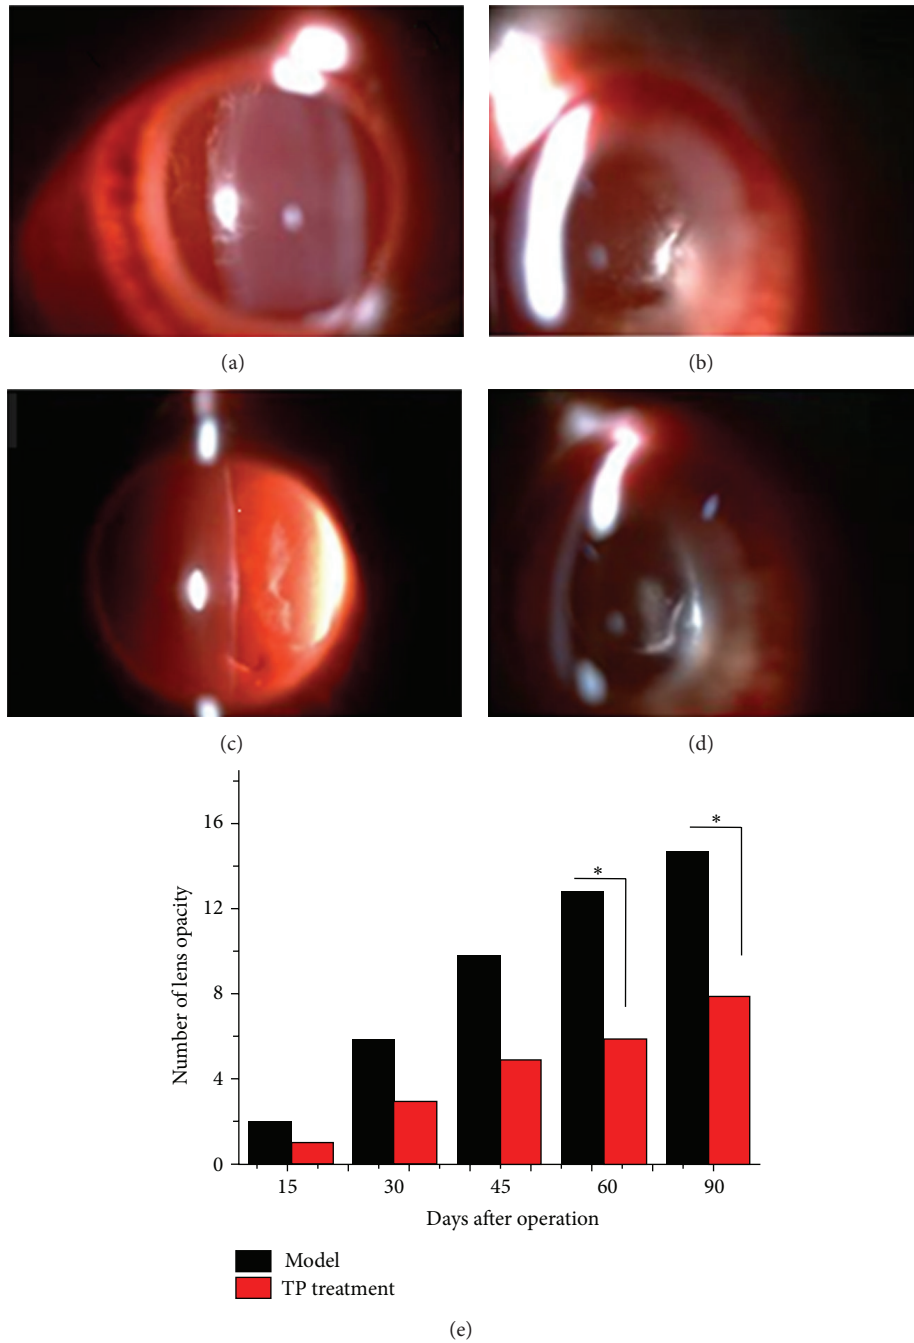 (a)
(b)
(c)
(d)
Number of lens opacity
16
12
8
4
0
*
*
15 30 45 60 90
Days after operation
Model
TP treatment
(e)